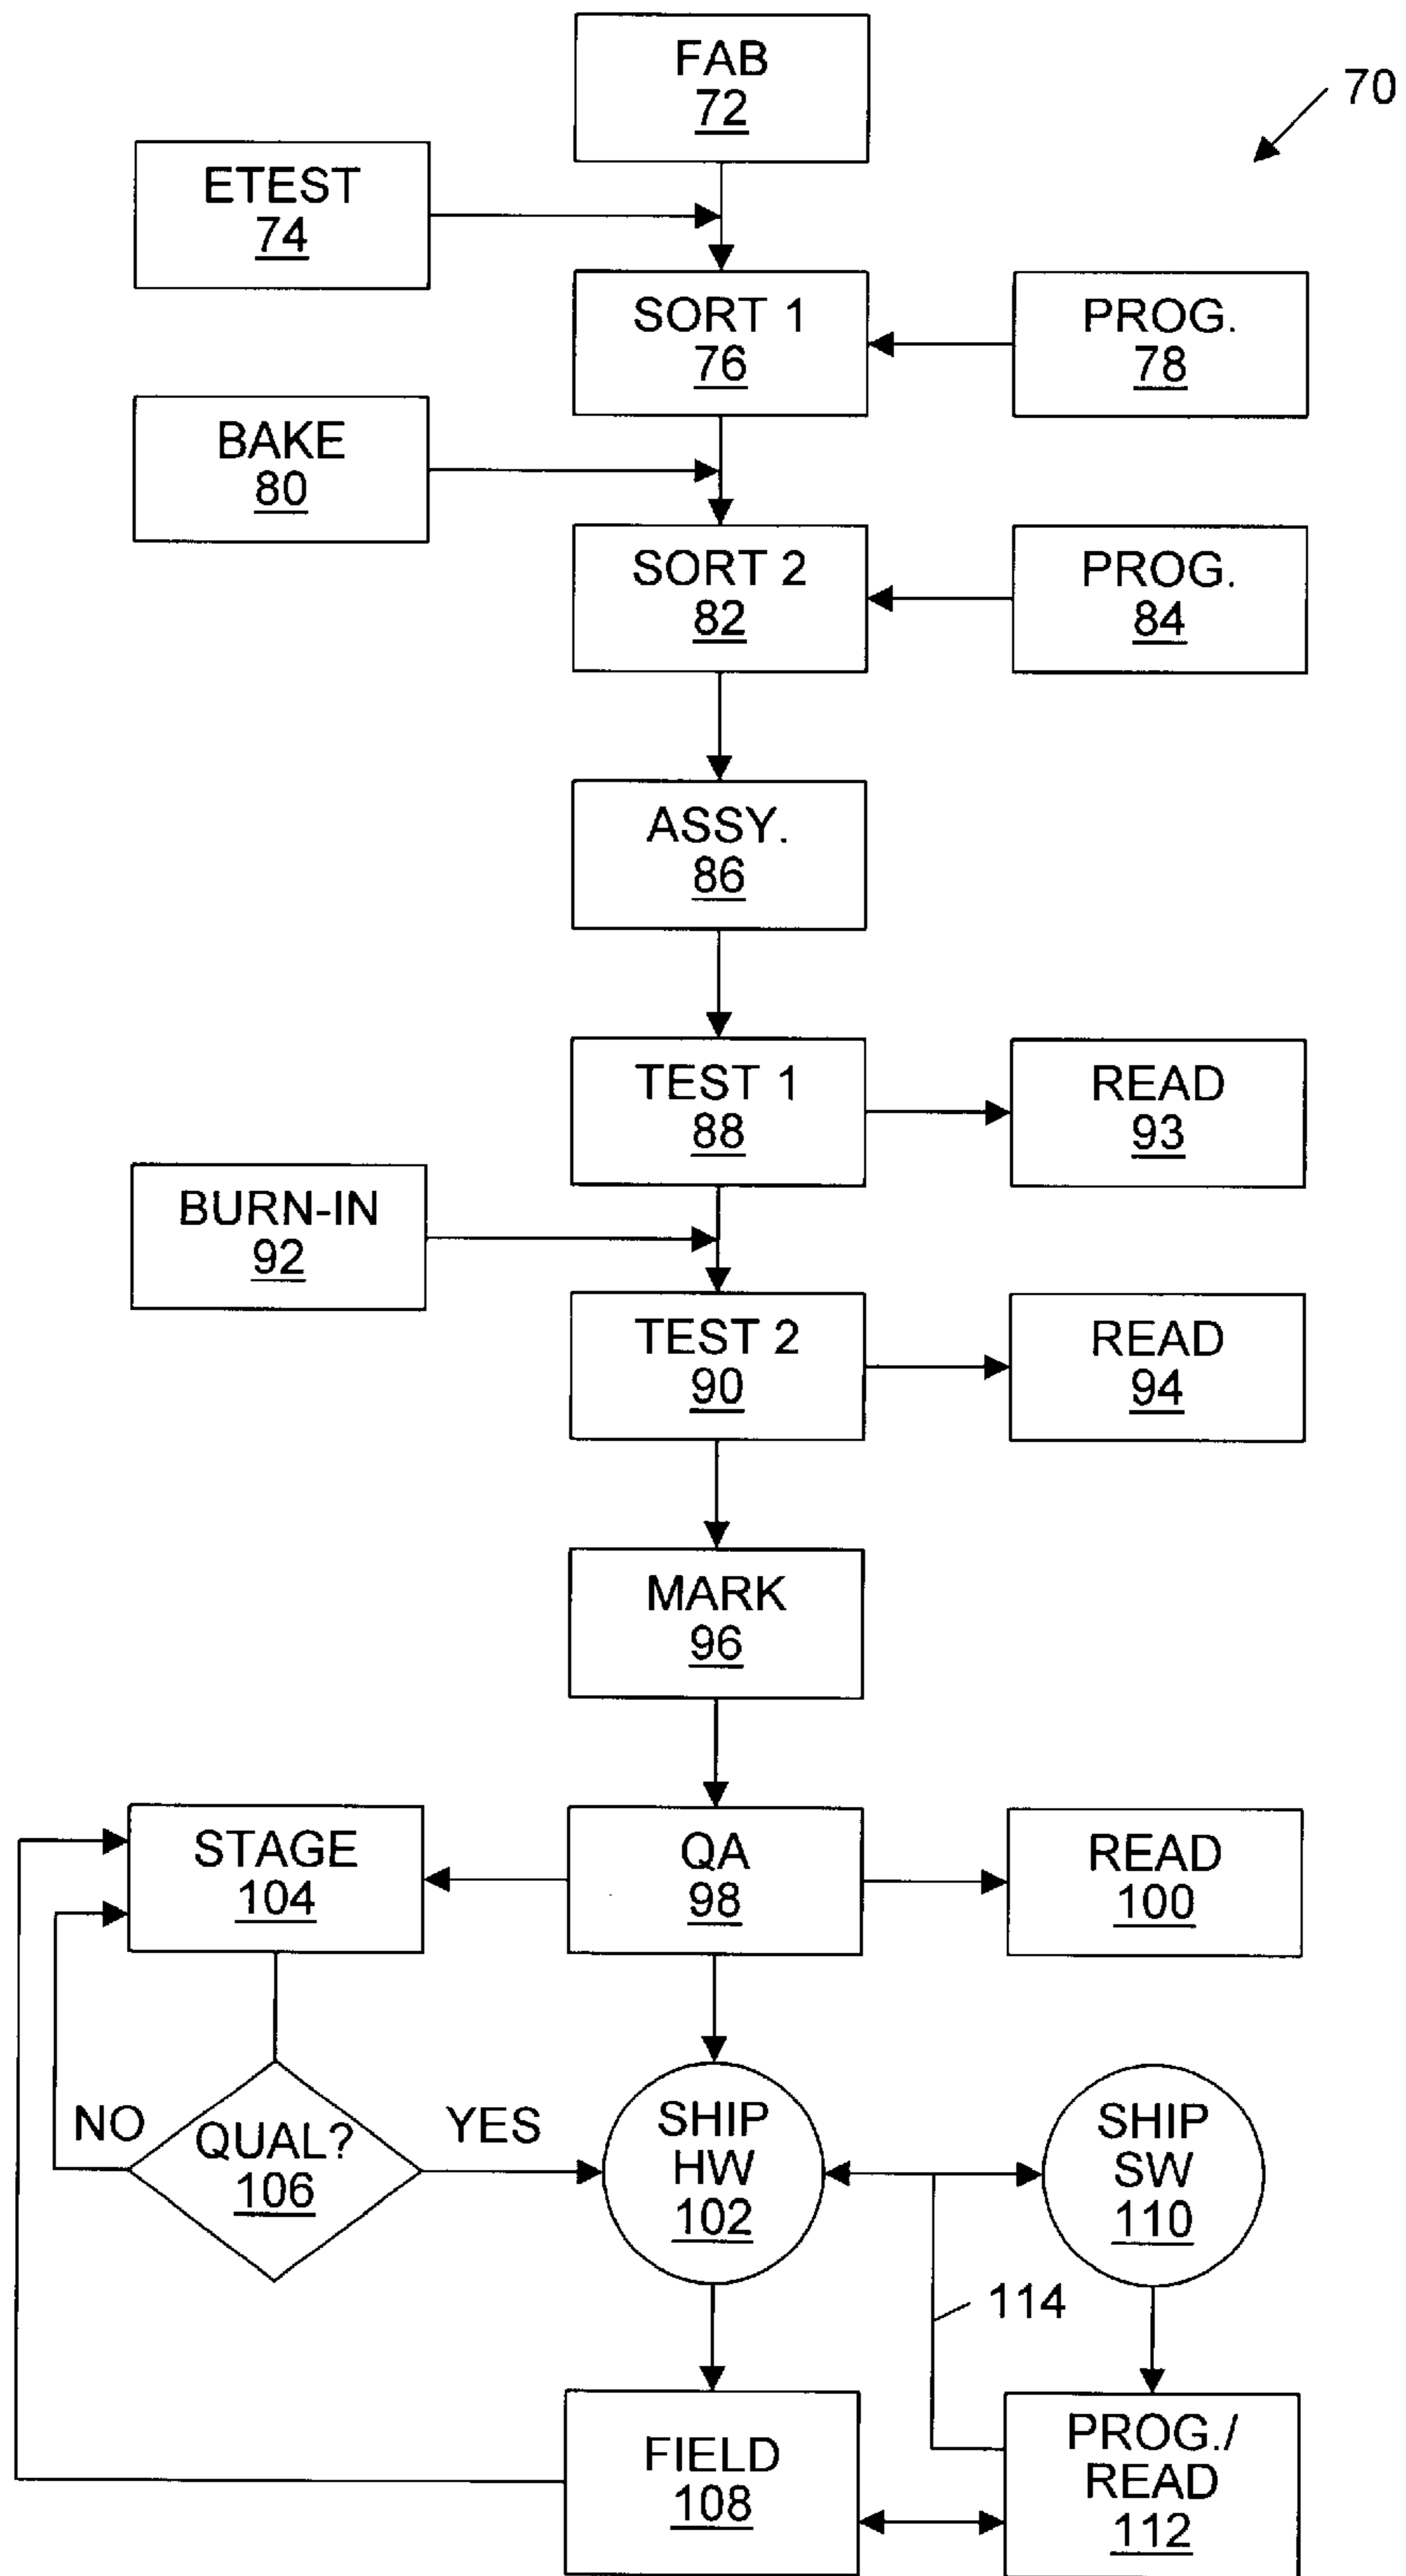 FAB
72
70
ETEST
74
SORT 1
76
PROG.
78
BAKE
80
SORT 2
82
PROG.
84
ASSY.
86
TEST 1
88
READ
93
BURN-IN
92
TEST 2
90
READ
94
MARK
96
STAGE
104
QA
98
READ
100
NO
QUAL?
106
YES
SHIP
HW
102
SHIP
SW
110
114
FIELD
108
PROG./
READ
112